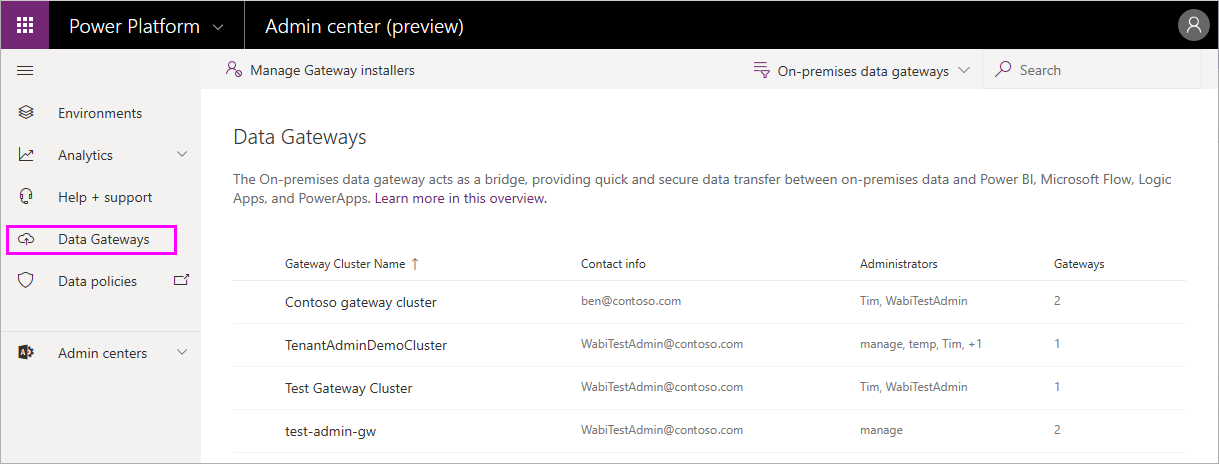 Power Platform
Admin center (preview)
Manage Gateway installers
On-premises data gateways
Search
Environments
Analytics
Help + support
Data Gateways
Data policies
Admin centers
Data Gateways
The On-premises data gateway acts as a bridge, providing quick and secure data transfer between on-premises data and Power BI, Microsoft Flow, Logic
Apps, and PowerApps. Learn more in this overview.
Gateway Cluster Name ↑ Contact info Administrators Gateways
Contoso gateway cluster ben@contoso.com Tim, WabiTestAdmin 2
TenantAdminDemoCluster WabiTestAdmin@contoso.com manage, temp, Tim, +1 1
Test Gateway Cluster WabiTestAdmin@contoso.com Tim, WabiTestAdmin 1
test-admin-gw WabiTestAdmin@contoso.com manage 2